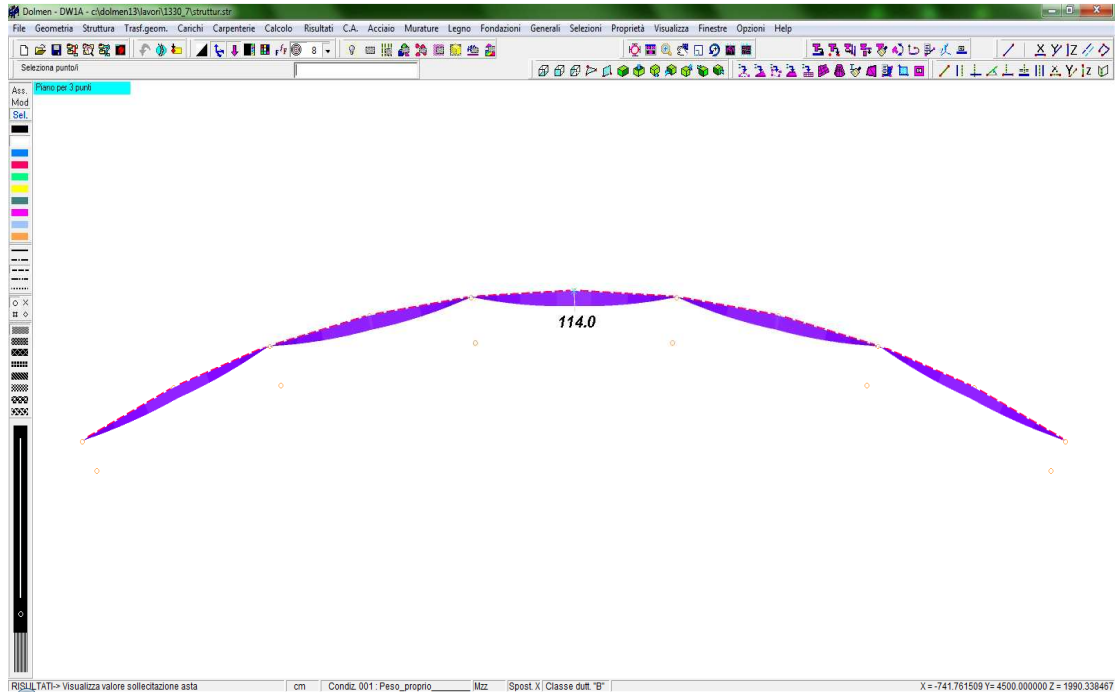 Dolmen - DW1A - c:\dolmen13\lavori\1330_7\struttur.str
File Geometria Struttura Trasf.geom. Carichi Carpenterie Calcolo Risultati C.A. Acciaio Murature Legno Fondazioni Generali Selezioni Proprietà Visualizza Finestre Opzioni Help
8
Seleziona punto/i
Ass. Piano per 3 punti
Mod
Sel.
114.0
RISULTATI-> Visualizza valore sollecitazione asta cm Condiz. 001 : Peso_proprio________ Mzz Spost. X Classe dutt. "B" X = -741.761509 Y= 4500.000000 Z = 1990.338467